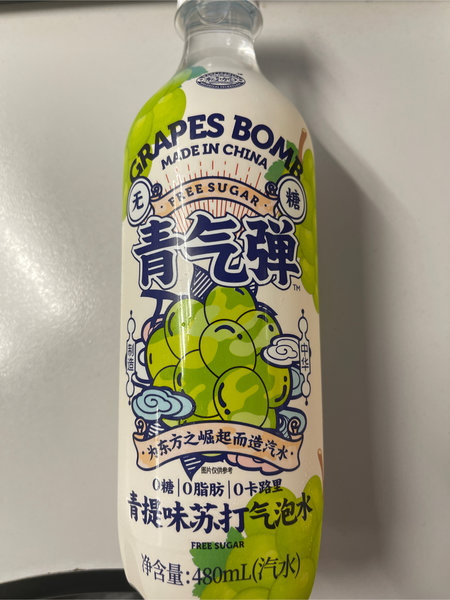 GRAPES BOMB
MADE IN CHINA
FREE SUGAR
无 糖
青气弹
TM
为东方之崛起而造汽水
图片仅供参考
0糖|0脂肪|0卡路里
青提味苏打气泡水
FREE SUGAR
净含量:480mL(汽水)